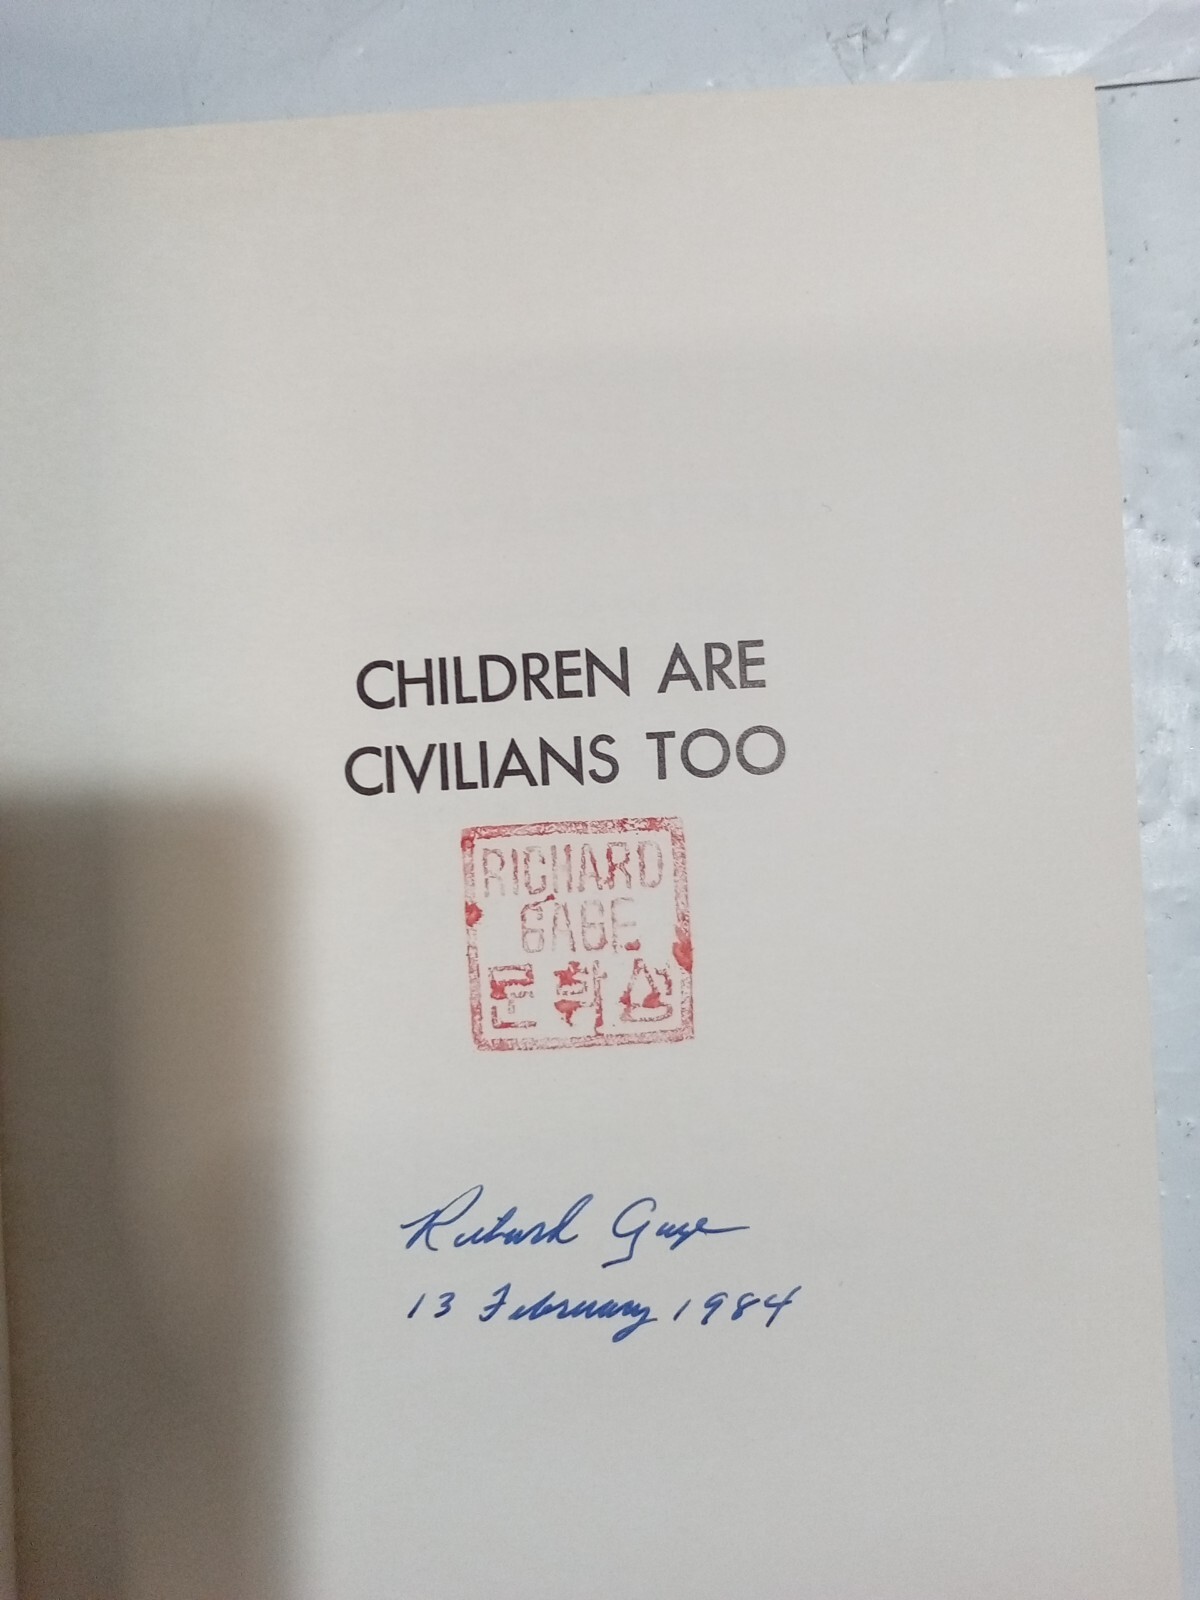 CHILDREN ARE
CIVILIANS TOO
RICHARD
GAGE
문학산
Richard Gage
13 February 1984